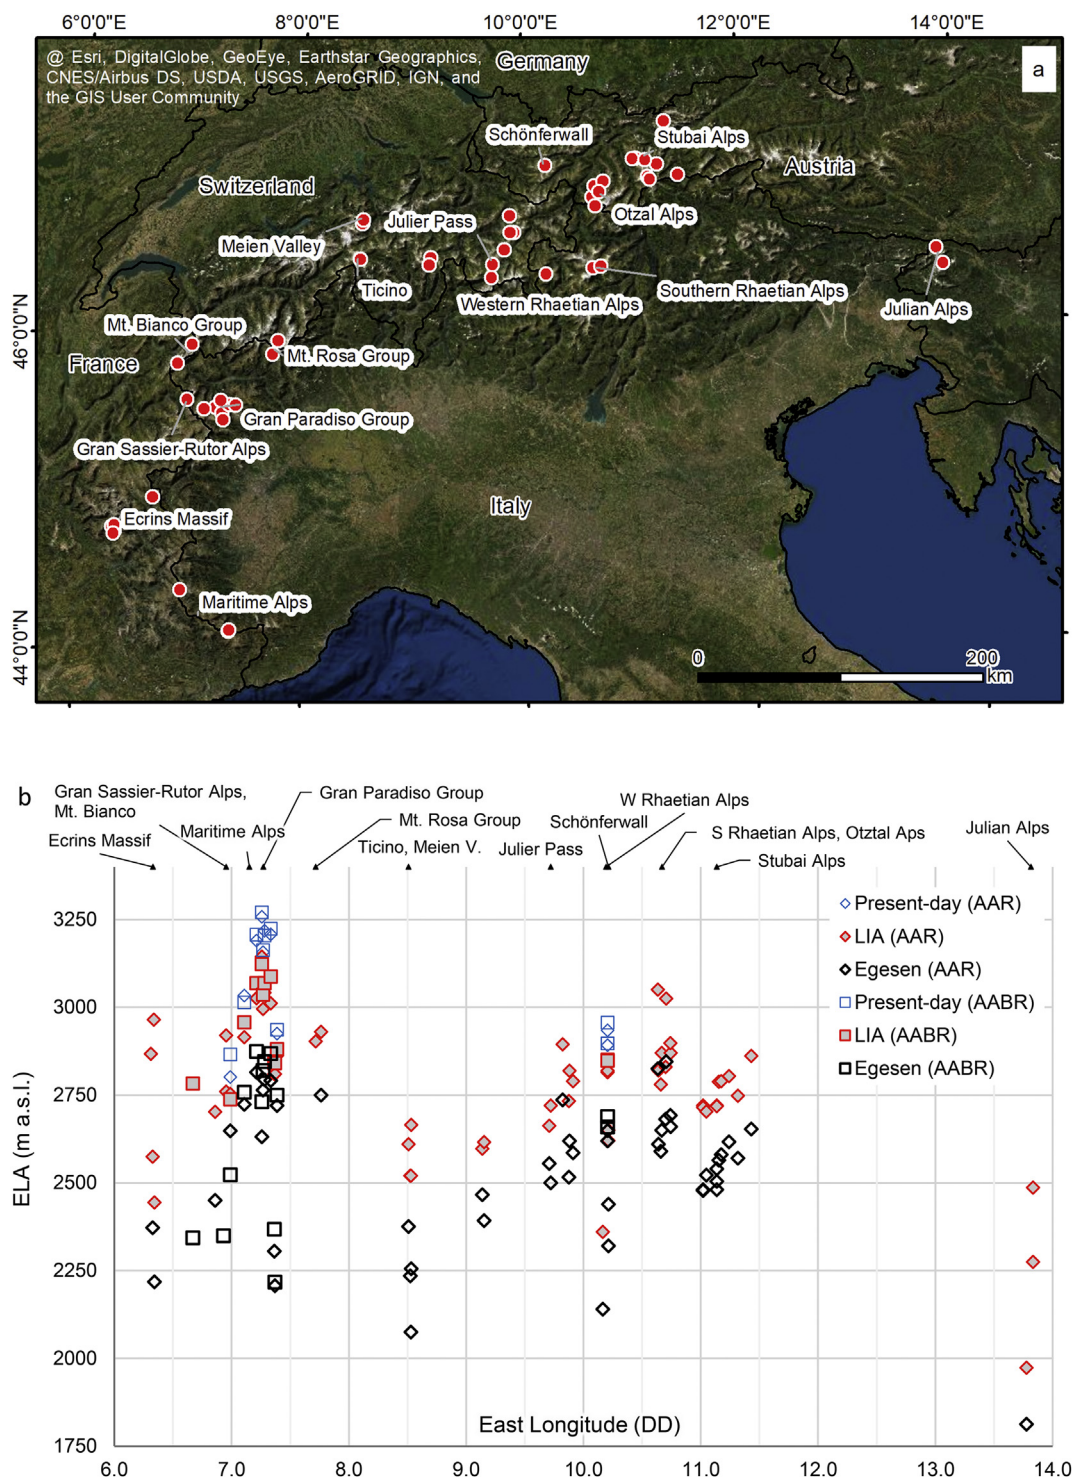 6°0'0"E 8°0'0"E 10°0'0"E 12°0'0"E 14°0'0"E
@ Esri, DigitalGlobe, GeoEye, Earthstar Geographics,
CNES/Airbus DS, USDA, USGS, AeroGRID, IGN, and
the GIS User Community
Germany
a
Schönferwall
Stubai Alps
Austria
Switzerland
Otzal Alps
Julier Pass
Meien Valley
Ticino
Western Rhaetian Alps
Southern Rhaetian Alps
Julian Alps
46°0'0"N
Mt. Bianco Group
France
Mt. Rosa Group
Gran Paradiso Group
Gran Sassier-Rutor Alps
Italy
Ecrins Massif
Maritime Alps
44°0'0"N
0 200
km
b
Gran Sassier-Rutor Alps,
Mt. Bianco
Gran Paradiso Group
W Rhaetian Alps
Ecrins Massif
Maritime Alps
Mt. Rosa Group
Schönferwall
Ticino, Meien V.
Julier Pass
S Rhaetian Alps, Otztal Aps
Stubai Alps
Julian Alps
Present-day (AAR)
LIA (AAR)
Egesen (AAR)
Present-day (AABR)
LIA (AABR)
Egesen (AABR)
ELA (m a.s.l.)
3250
3000
2750
2500
2250
2000
1750
East Longitude (DD)
6.0 7.0 8.0 9.0 10.0 11.0 12.0 13.0 14.0